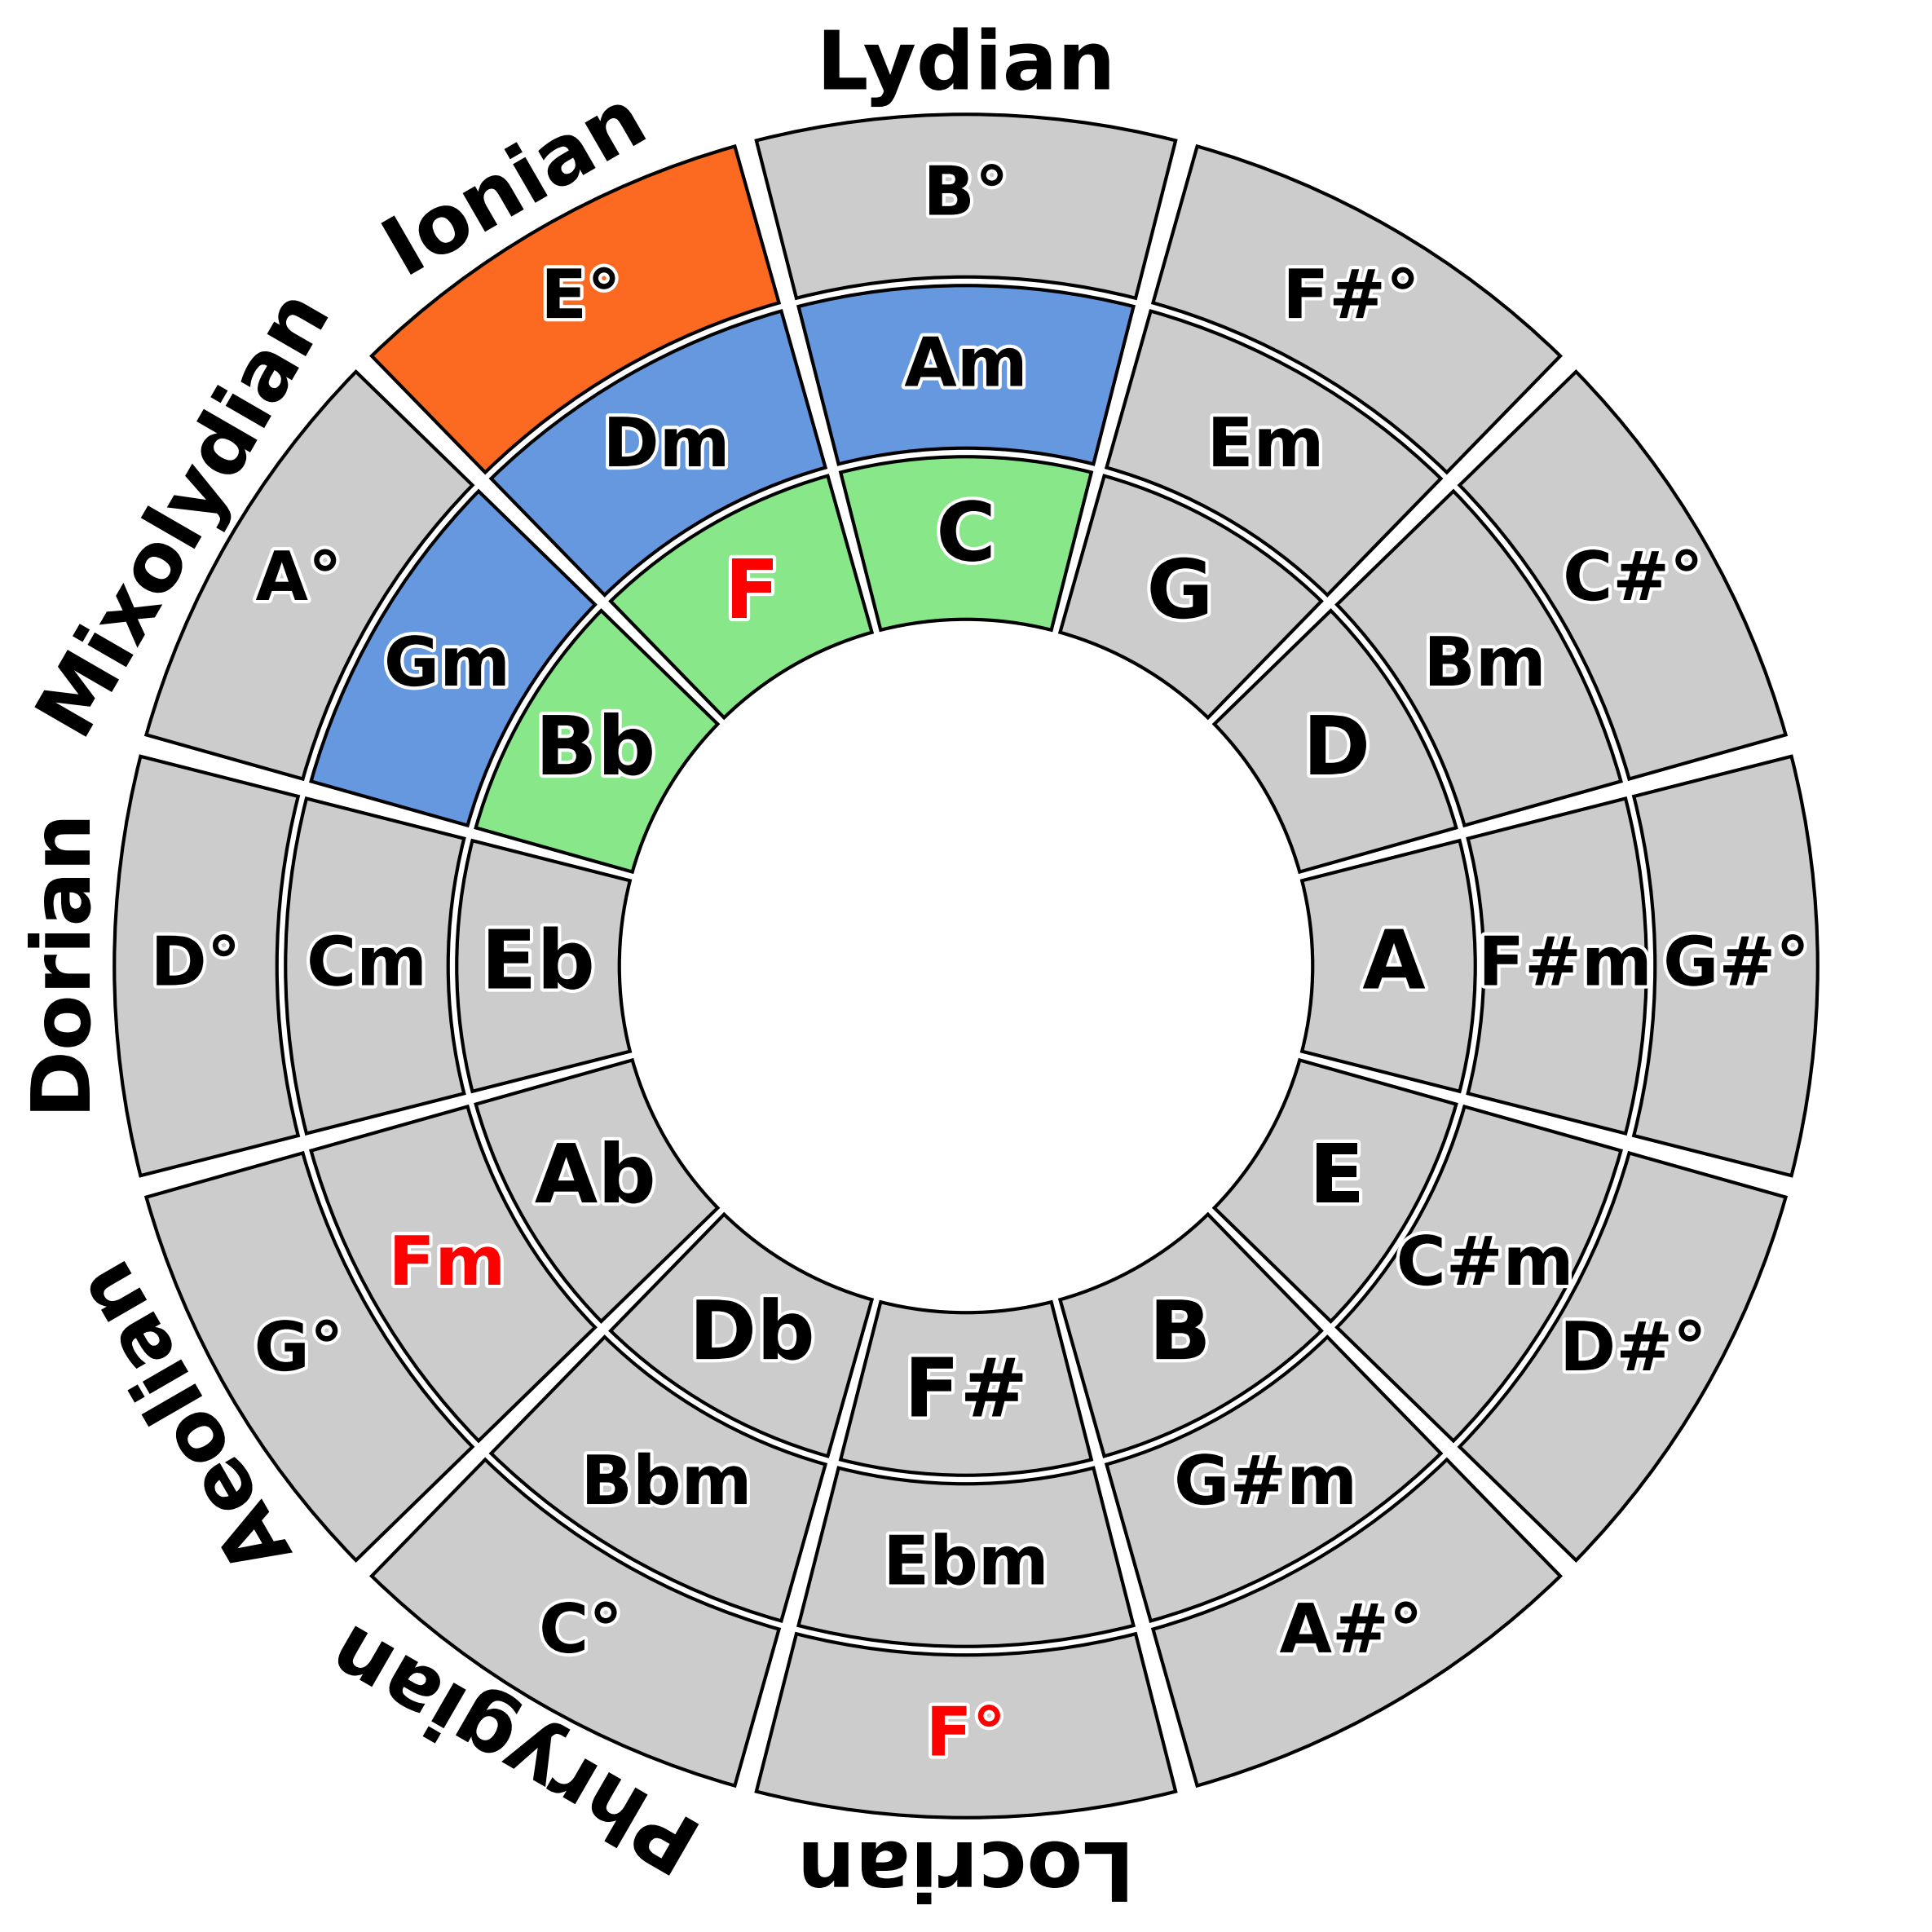 Lydian
Ionian
Mixolydian
Dorian
Aeolian
Phrygian
Locrian
B°
F#°
C#°
G#°
D#°
A#°
F°
C°
G°
D°
A°
E°
Am
Em
Bm
F#m
C#m
G#m
Ebm
Bbm
Fm
Cm
Gm
Dm
C
G
D
A
E
B
F#
Db
Ab
Eb
Bb
F